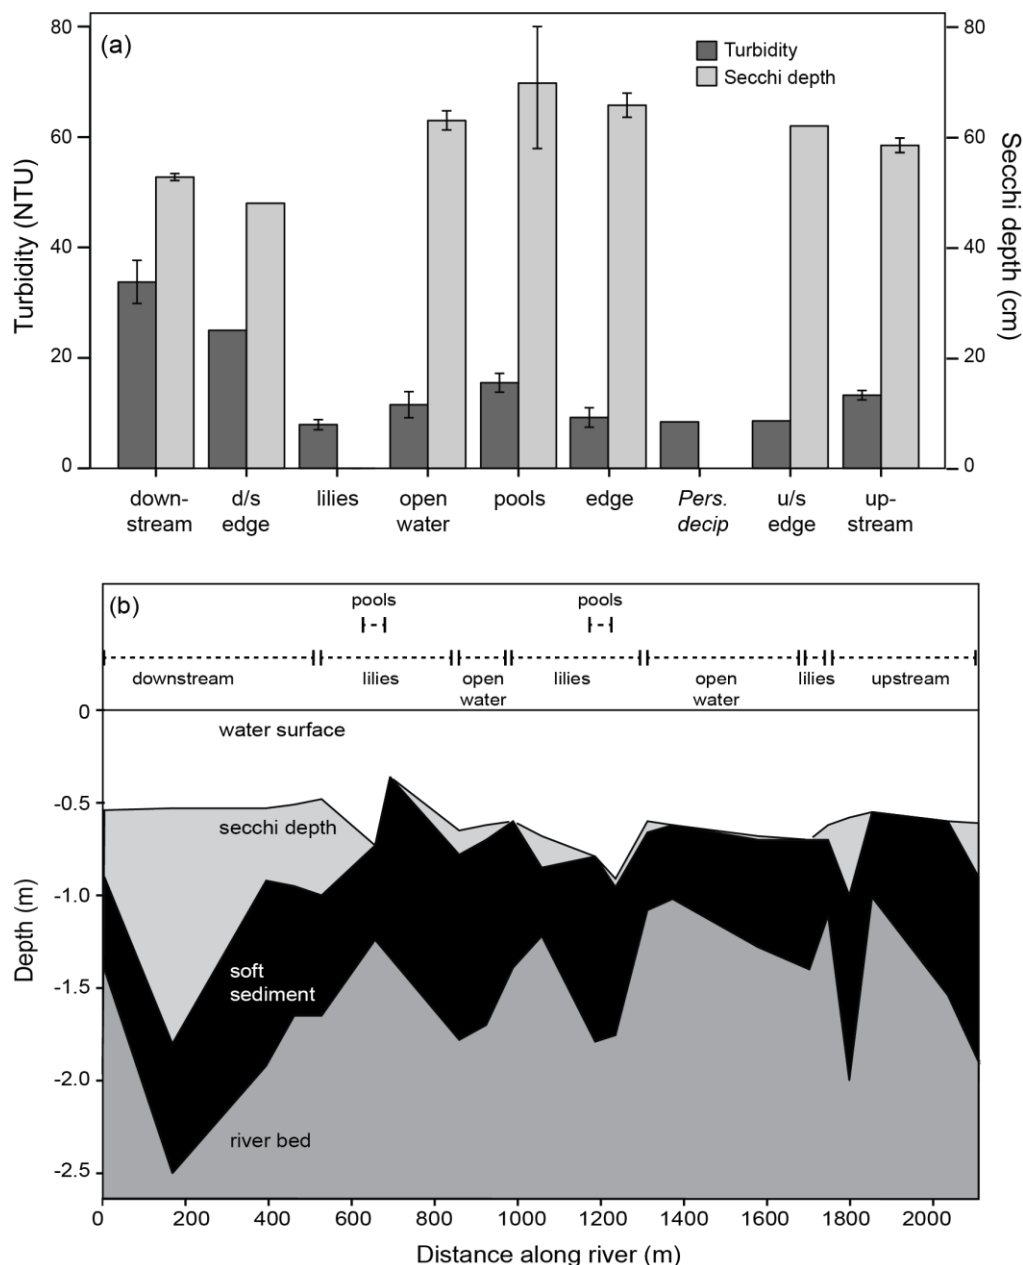 (a)
Turbidity
Secchi depth
80
60
40
20
0
80
60
40
20
0
Turbidity (NTU)
Secchi depth (cm)
down-
stream
d/s
edge
lilies
open
water
pools
edge
Pers.
decip
u/s
edge
up-
stream
(b)
pools
pools
downstream
lilies
open
water
lilies
open
water
lilies
upstream
water surface
secchi depth
soft
sediment
river bed
0
-0.5
-1.0
-1.5
-2.0
-2.5
Depth (m)
0
200
400
600
800
1000
1200
1400
1600
1800
2000
Distance along river (m)